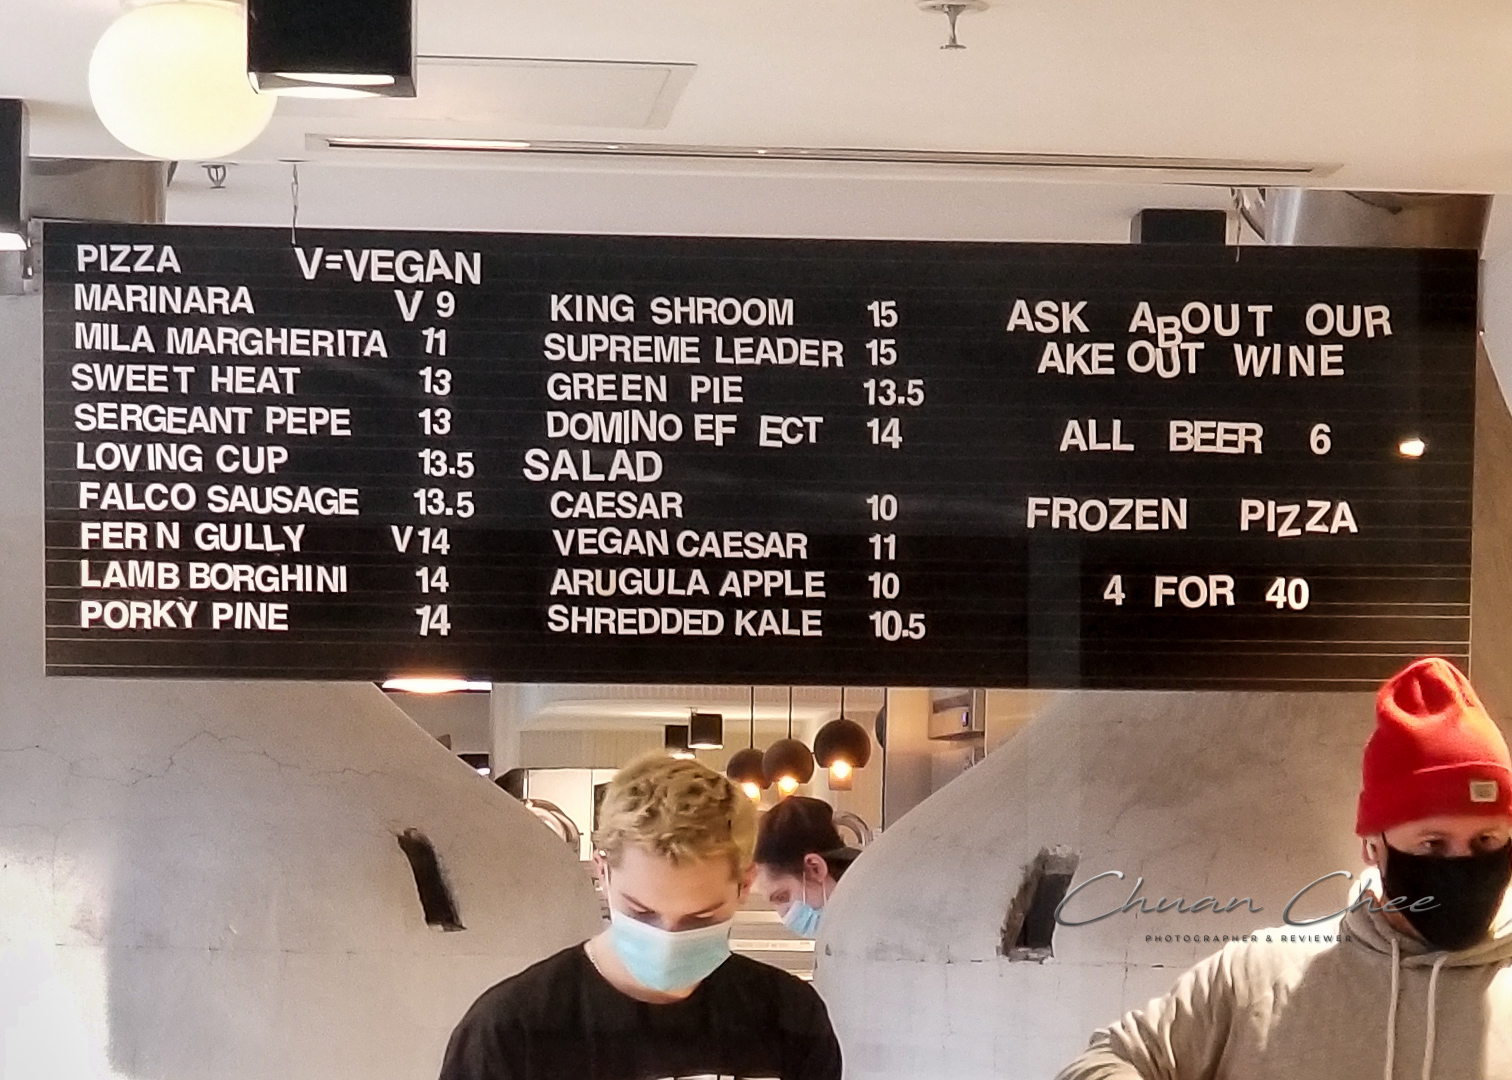 PIZZA V=VEGAN
MARINARA V 9
MILA MARGHERITA 11
SWEET HEAT 13
SERGEANT PEPE 13
LOVING CUP 13.5
FALCO SAUSAGE 13.5
FERN GULLY V 14
LAMB BORGHINI 14
PORKY PINE 14
KING SHROOM 15
SUPREME LEADER 15
GREEN PIE 13.5
DOMINO EF ECT 14
SALAD
CAESAR 10
VEGAN CAESAR 11
ARUGULA APPLE 10
SHREDDED KALE 10.5
ASK ABOUT OUR
AKE OUT WINE
ALL BEER 6
FROZEN PIZZA
4 FOR 40
Chuan Chee
PHOTOGRAPHER & REVIEWER